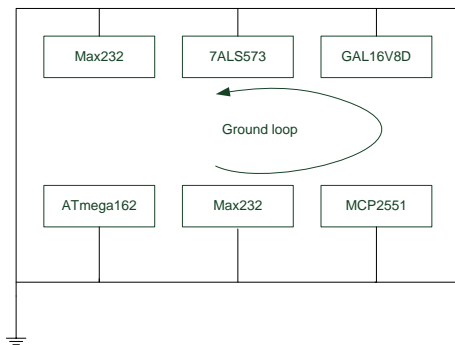 Max232
7ALS573
GAL16V8D
Ground loop
ATmega162
Max232
MCP2551